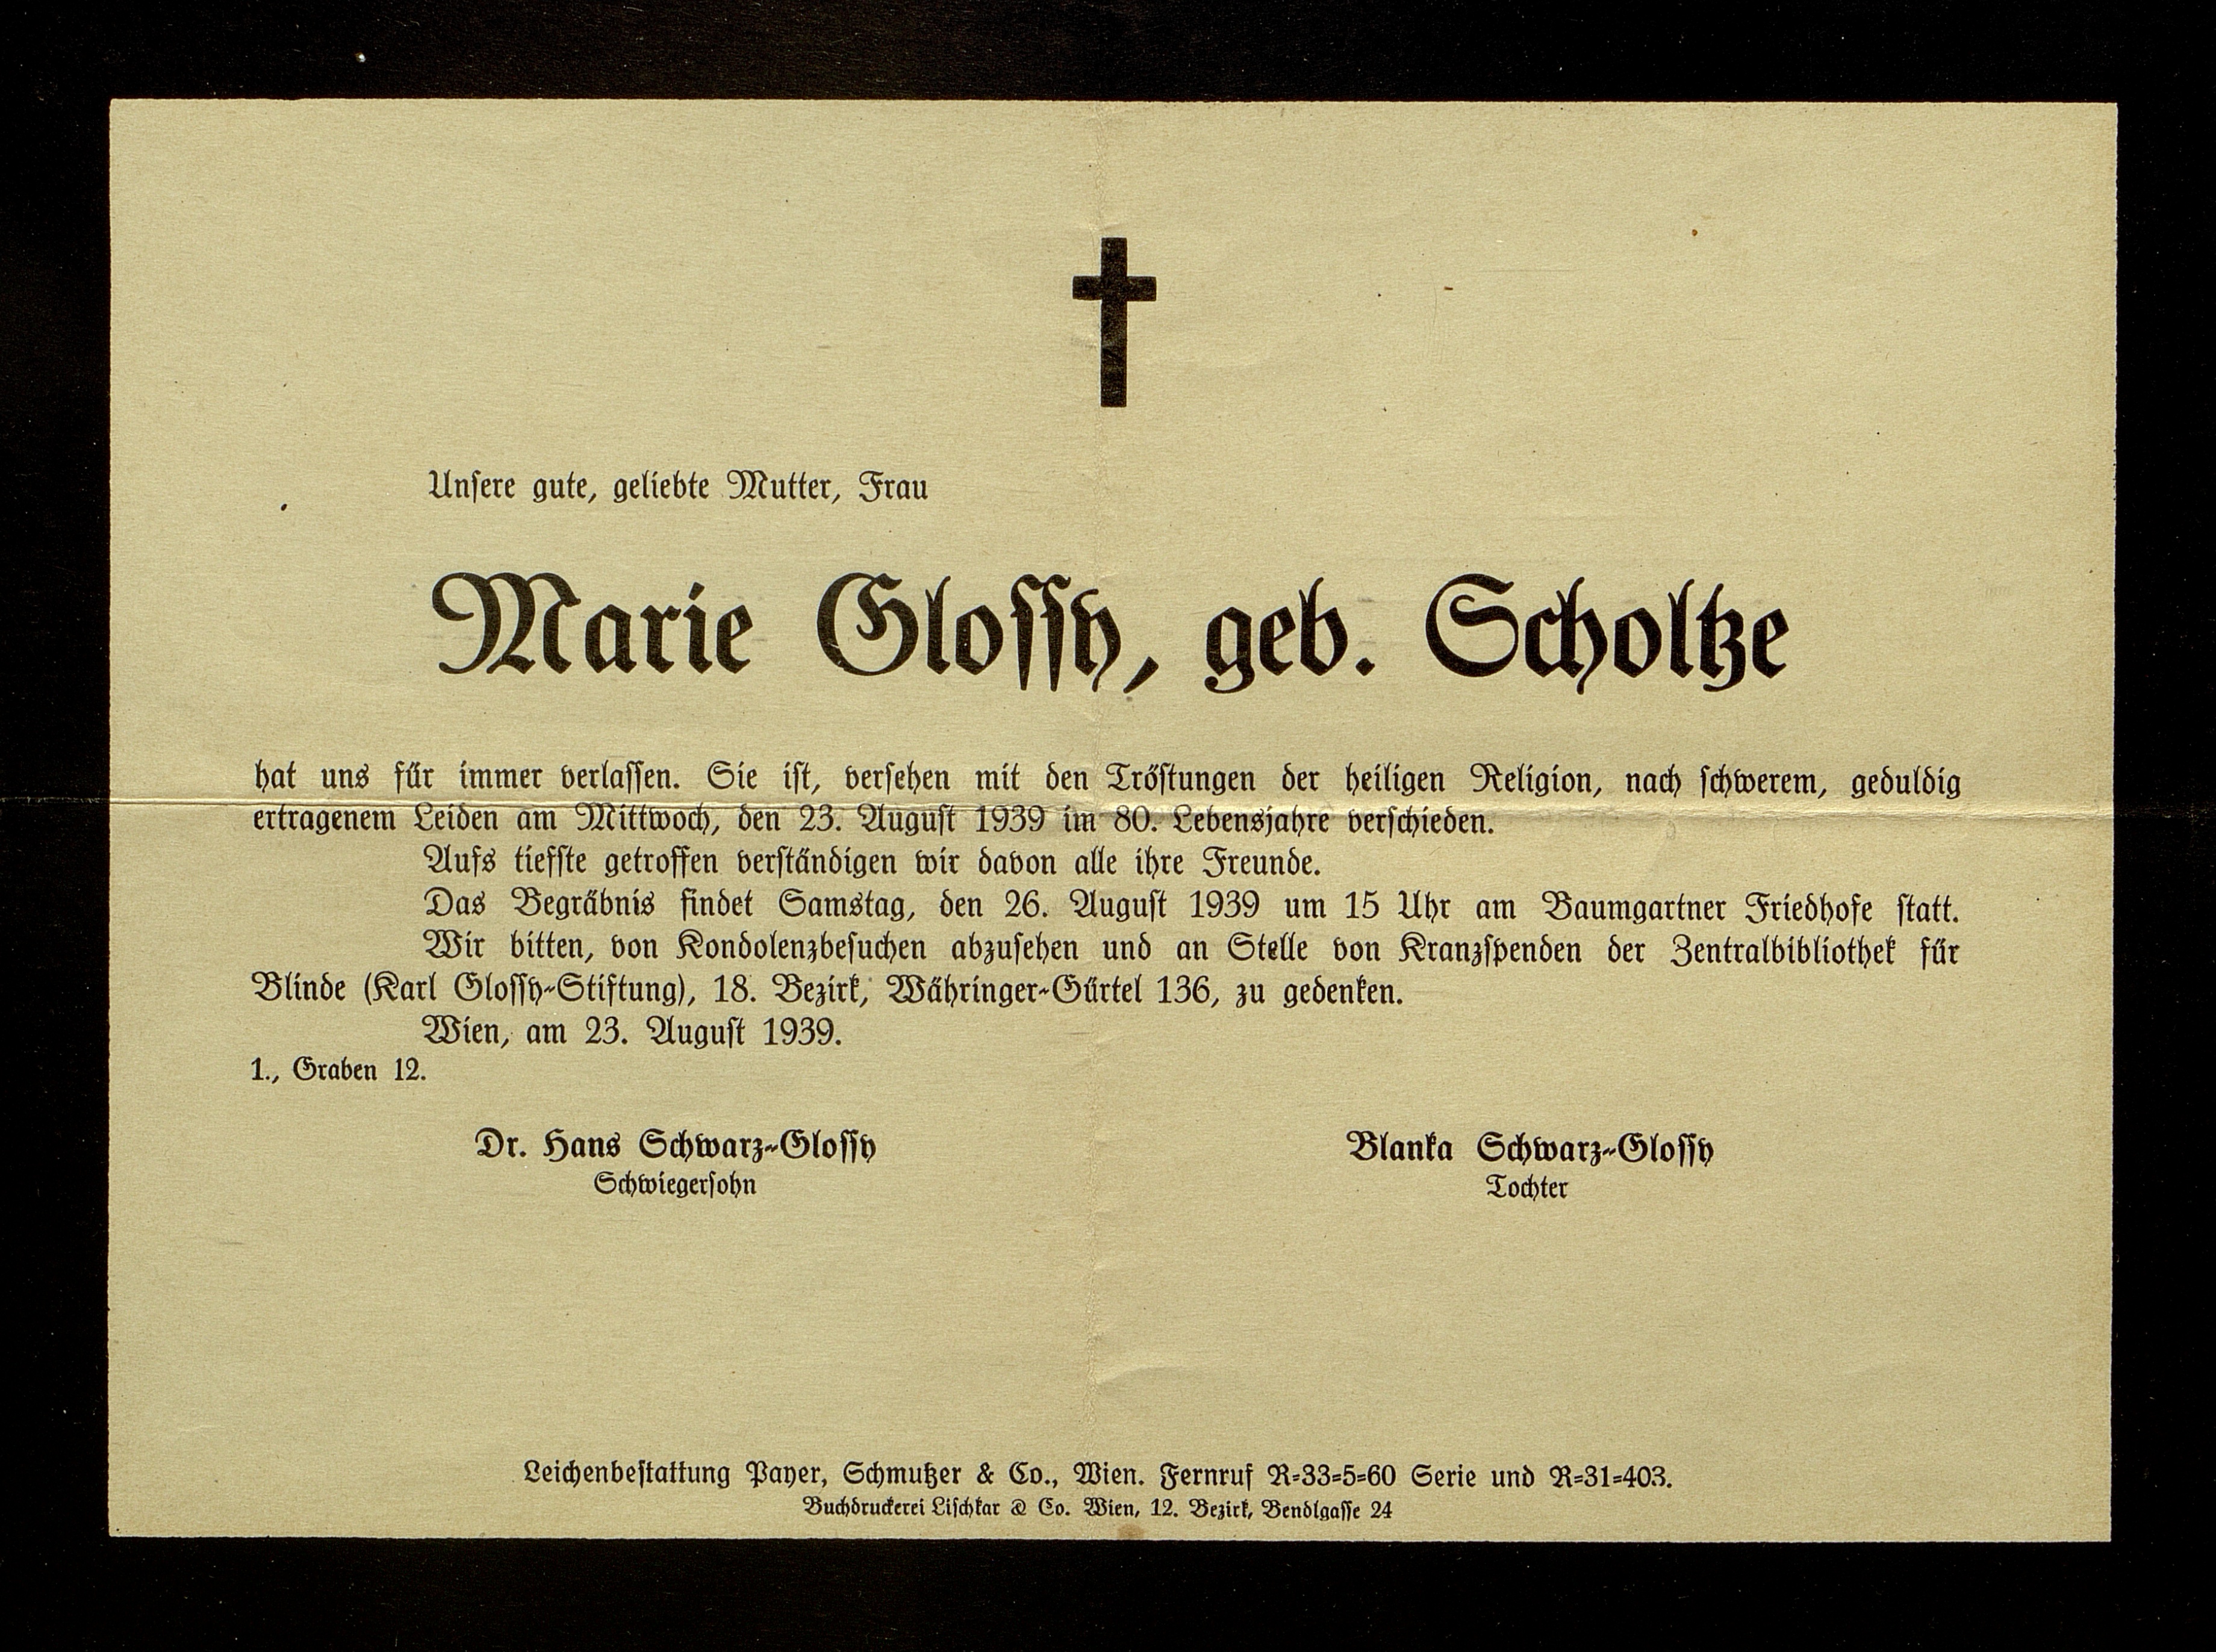 Unsere gute, geliebte Mutter, Frau
Marie Glossy, geb. Scholtze
hat uns für immer verlassen. Sie ist, versehen mit den Tröstungen der heiligen Religion, nach schwerem, geduldig
ertragenem Leiden am Mittwoch, den 23. August 1939 im 80. Lebensjahre verschieden.
Aufs tiefste getroffen verständigen wir davon alle ihre Freunde.
Das Begräbnis findet Samstag, den 26. August 1939 um 15 Uhr am Baumgartner Friedhofe statt.
Wir bitten, von Kondolenzbesuchen abzusehen und an Stelle von Kranzspenden der Zentralbibliothek für
Blinde (Karl Glossy-Stiftung), 18. Bezirk, Währinger-Gürtel 136, zu gedenken.
Wien, am 23. August 1939.
1., Graben 12.
Dr. Hans Schwarz-Glossy
Schwiegersohn
Blanka Schwarz-Glossy
Tochter
Leichenbestattung Payer, Schmutzer & Co., Wien. Fernruf R-33-5-60 Serie und R-31-403.
Buchdruckerei Lischkar & Co. Wien, 12. Bezirk, Bendlgasse 24